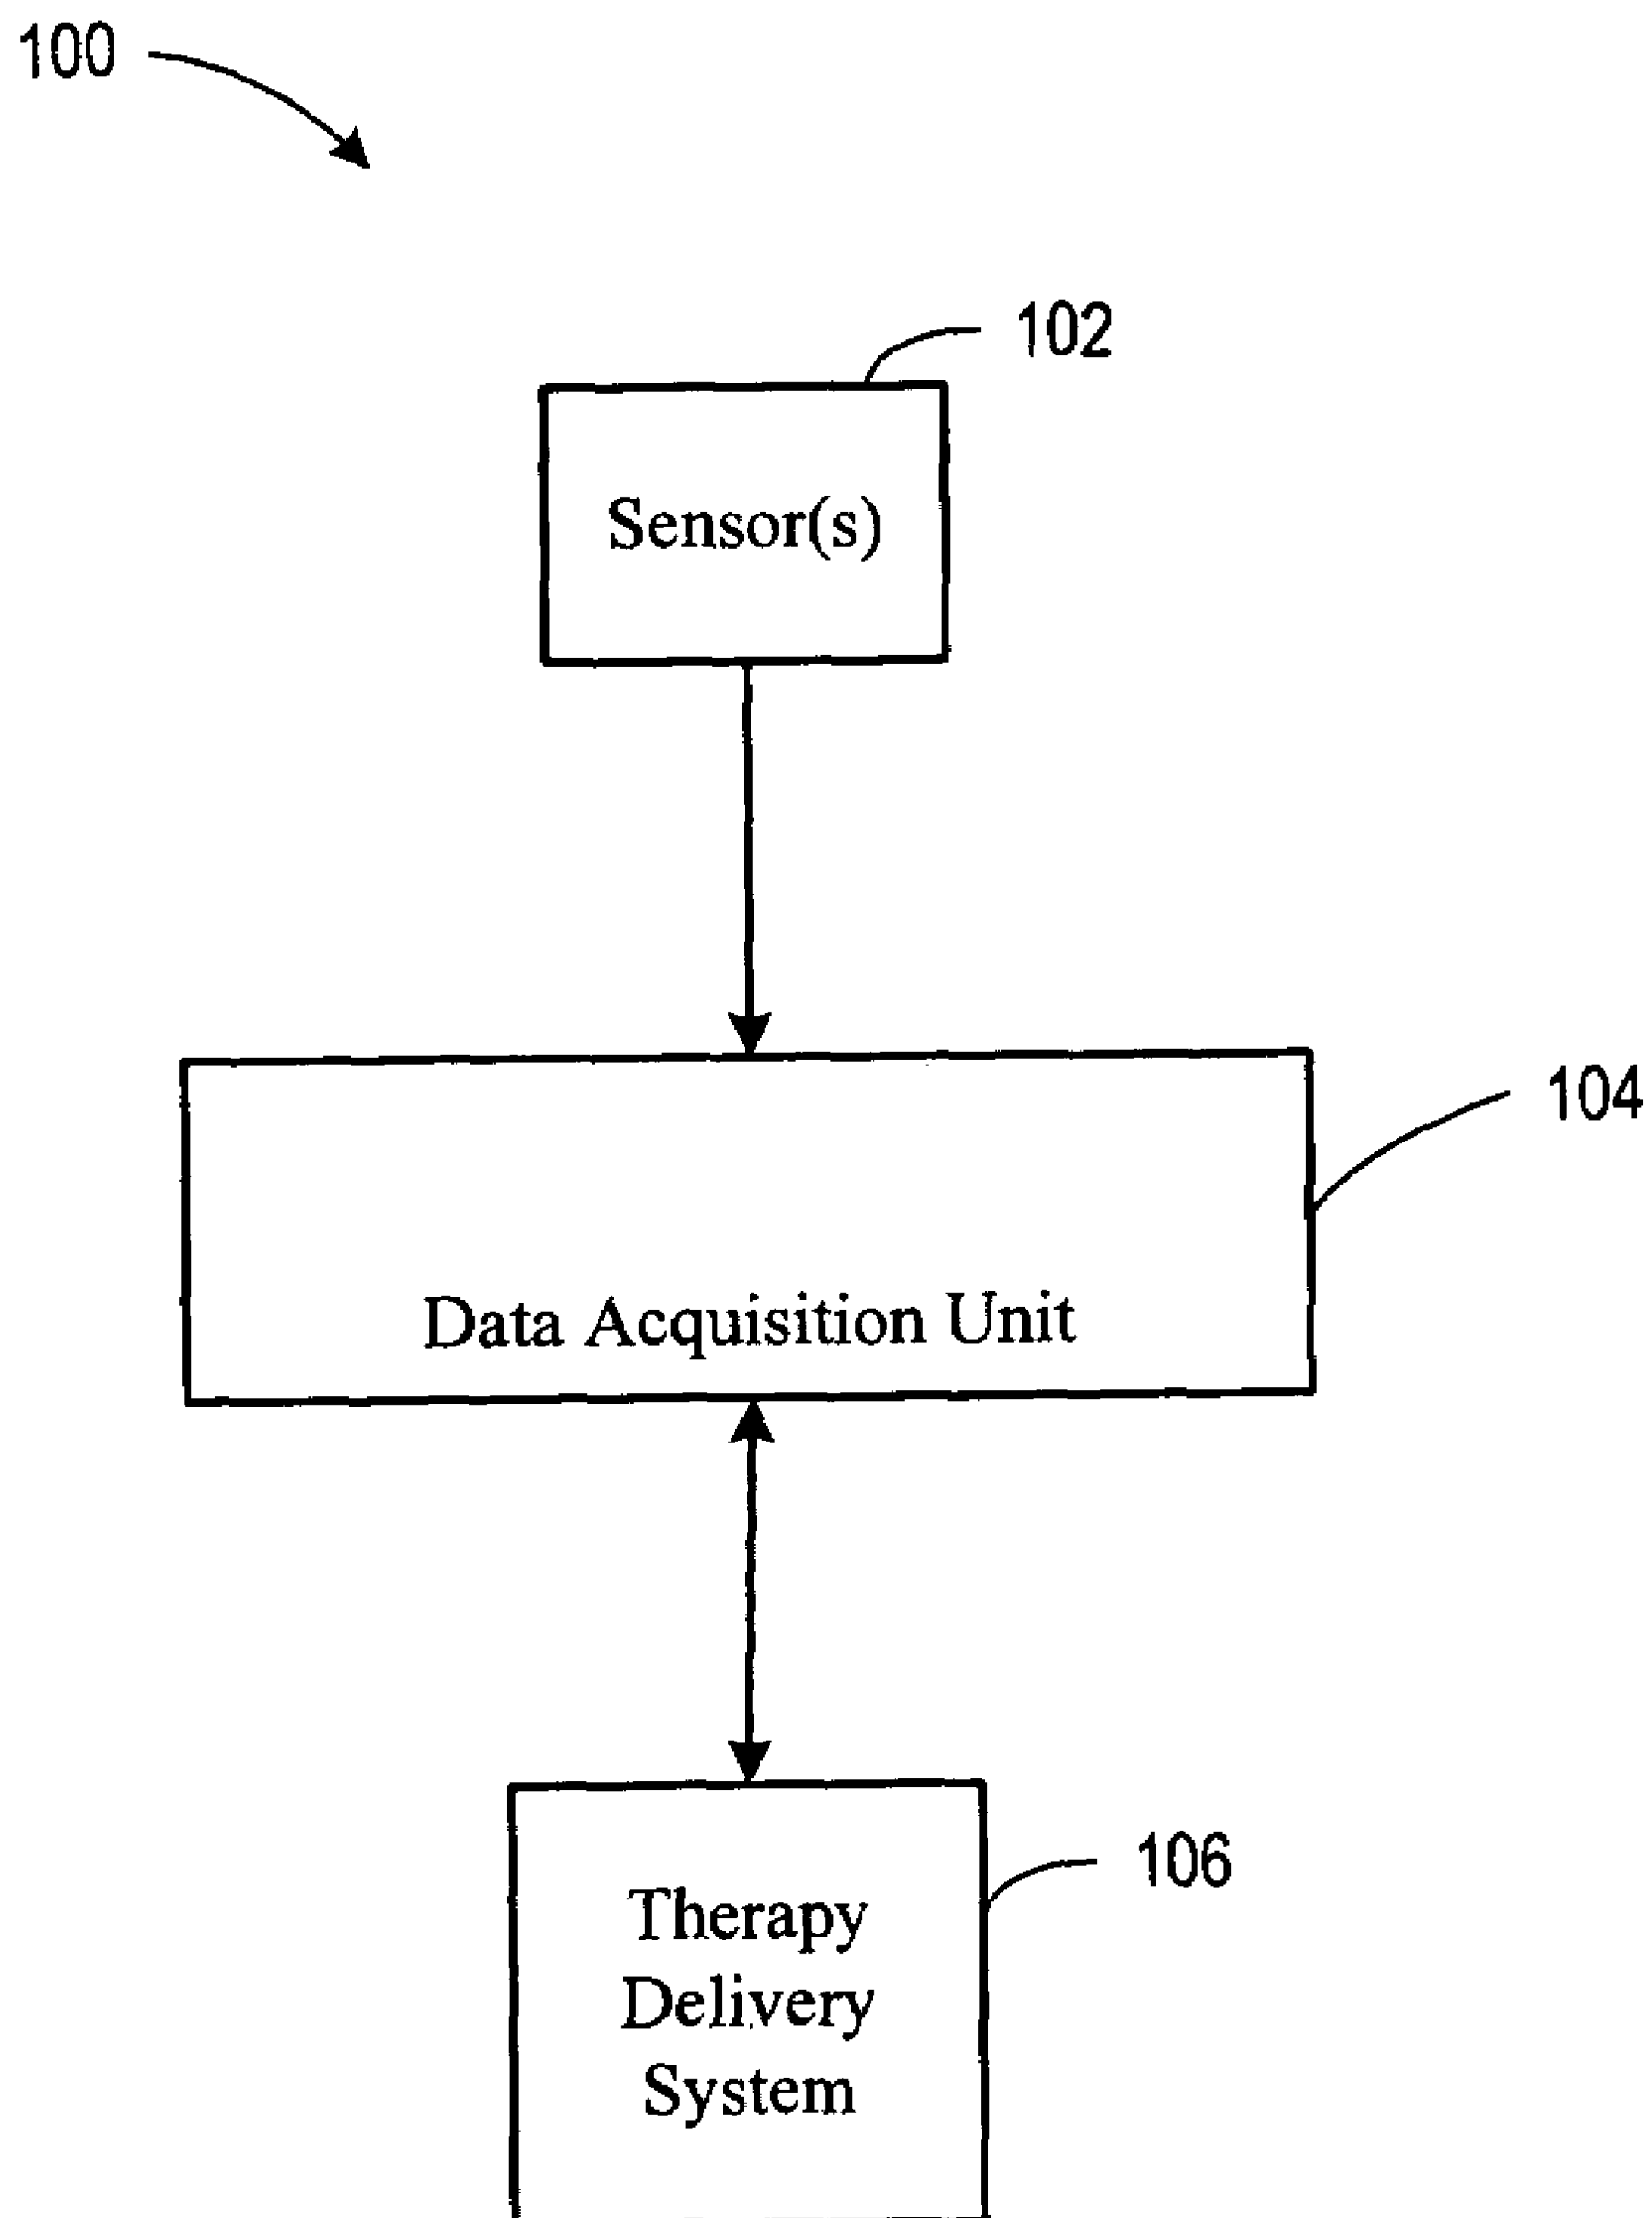 100
102
Sensor(s)
104
Data Acquisition Unit
106
Therapy
Delivery
System